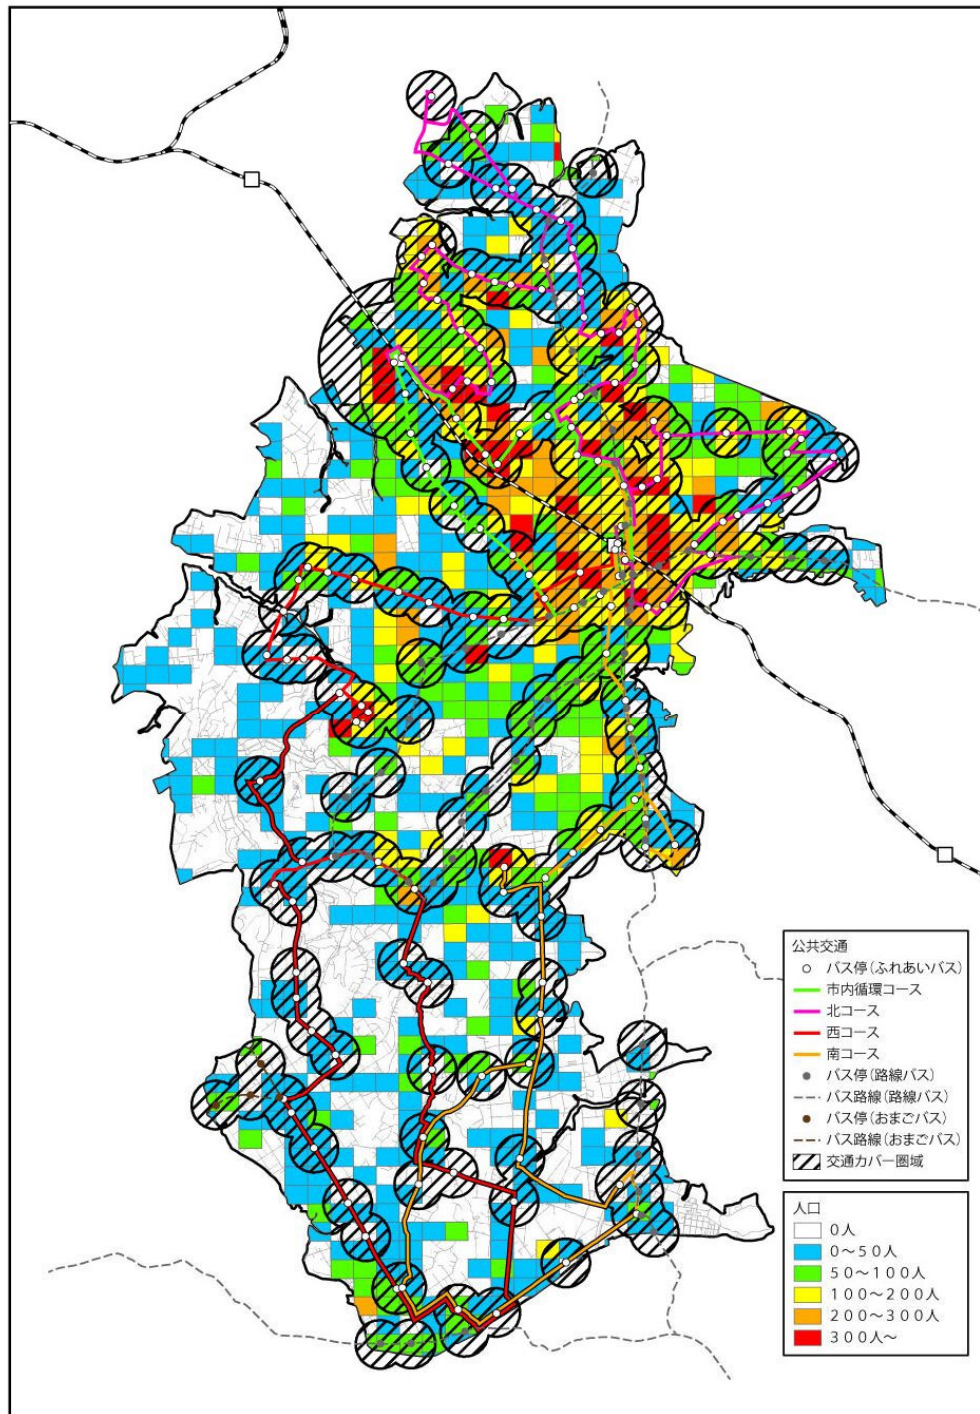 公共交通
バス停(ふれあいバス)
市内循環コース
北コース
西コース
南コース
バス停(路線バス)
バス路線(路線バス)
バス停(おまごバス)
バス路線(おまごバス)
交通カバー圏域
人口
0人
0～50人
50～100人
100～200人
200～300人
300人～